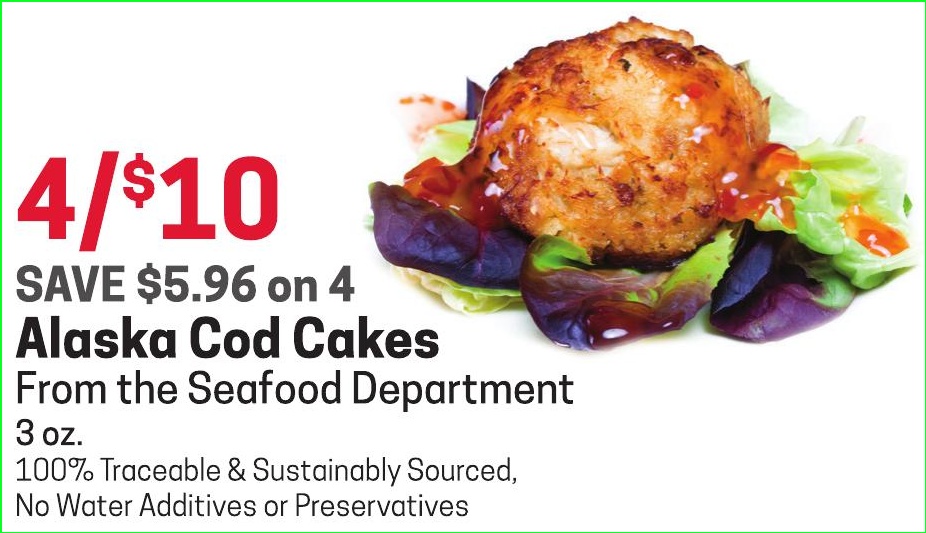 4/$10
SAVE $5.96 on 4
Alaska Cod Cakes
From the Seafood Department
3 oz.
100% Traceable & Sustainably Sourced,
No Water Additives or Preservatives